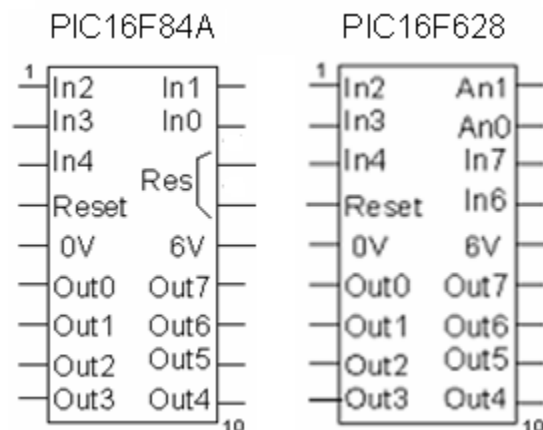 PIC16F84A
1
In2 In1
In3 In0
In4
Res
Reset
0V 6V
Out0 Out7
Out1 Out6
Out2 Out5
Out3 Out4
10
PIC16F628
1
In2 An1
In3 An0
In4 In7
Reset In6
0V 6V
Out0 Out7
Out1 Out6
Out2 Out5
Out3 Out4
10